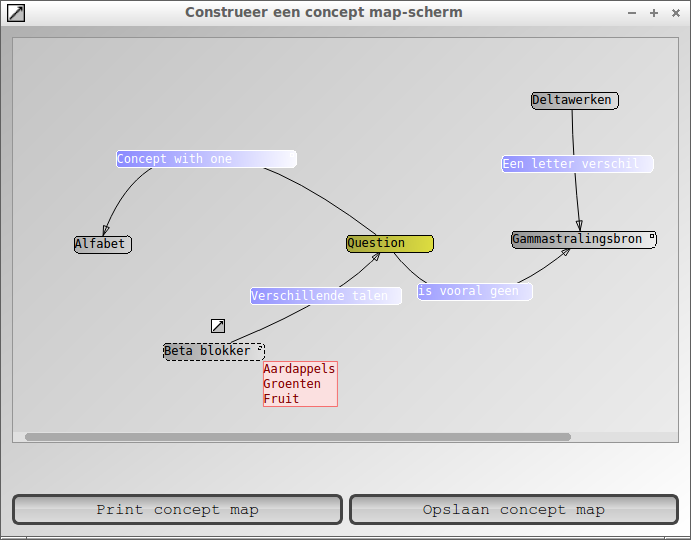 Construeer een concept map-scherm
Deltawerken
Concept with one
Een letter verschil
Alfabet
Question
Gammastralingsbron
Verschillende talen
is vooral geen
Beta blokker
Aardappels
Groenten
Fruit
Print concept map
Opslaan concept map